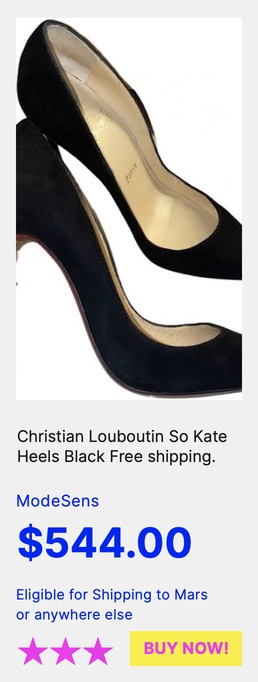 Paris
Christian Louboutin So Kate
Heels Black Free shipping.
ModeSens
$544.00
Eligible for Shipping to Mars
or anywhere else
BUY NOW!